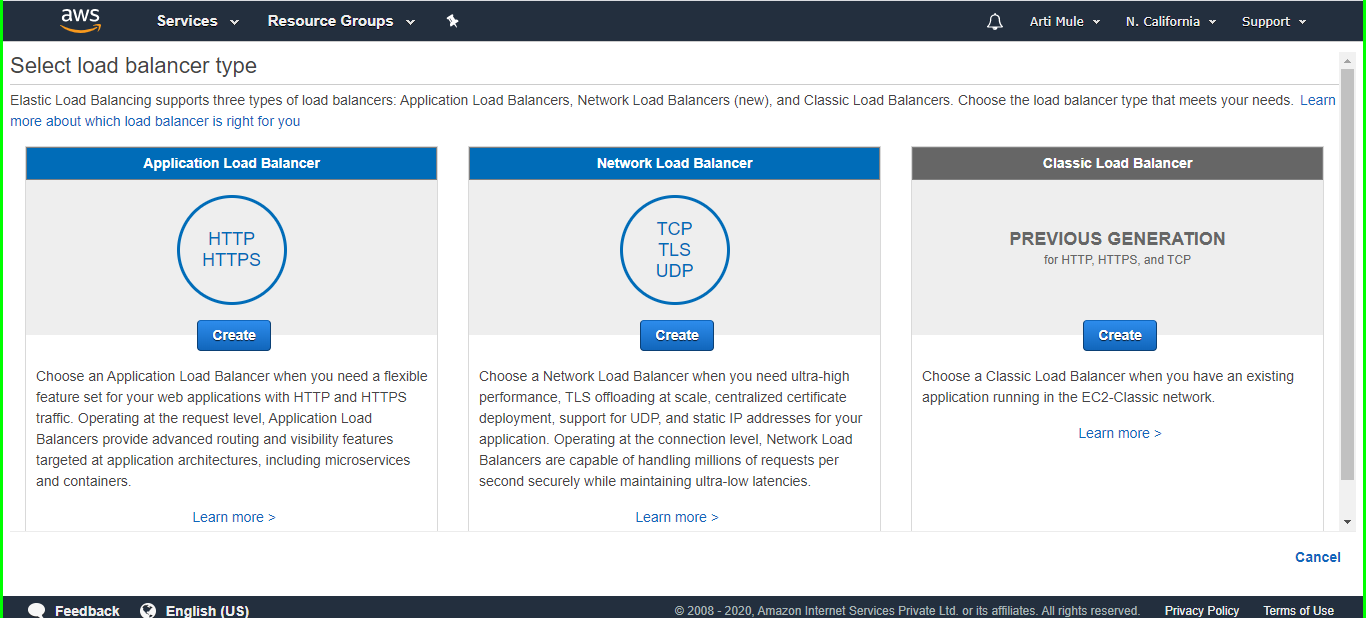 aws Services Resource Groups Arti Mule N. California Support
Select load balancer type
Elastic Load Balancing supports three types of load balancers: Application Load Balancers, Network Load Balancers (new), and Classic Load Balancers. Choose the load balancer type that meets your needs. Learn
more about which load balancer is right for you
Application Load Balancer
HTTP
HTTPS
Create
Choose an Application Load Balancer when you need a flexible
feature set for your web applications with HTTP and HTTPS
traffic. Operating at the request level, Application Load
Balancers provide advanced routing and visibility features
targeted at application architectures, including microservices
and containers.
Learn more >
Network Load Balancer
TCP
TLS
UDP
Create
Choose a Network Load Balancer when you need ultra-high
performance, TLS offloading at scale, centralized certificate
deployment, support for UDP, and static IP addresses for your
application. Operating at the connection level, Network Load
Balancers are capable of handling millions of requests per
second securely while maintaining ultra-low latencies.
Learn more >
Classic Load Balancer
PREVIOUS GENERATION
for HTTP, HTTPS, and TCP
Create
Choose a Classic Load Balancer when you have an existing
application running in the EC2-Classic network.
Learn more >
Cancel
Feedback English (US) © 2008 - 2020, Amazon Internet Services Private Ltd. or its affiliates. All rights reserved. Privacy Policy Terms of Use